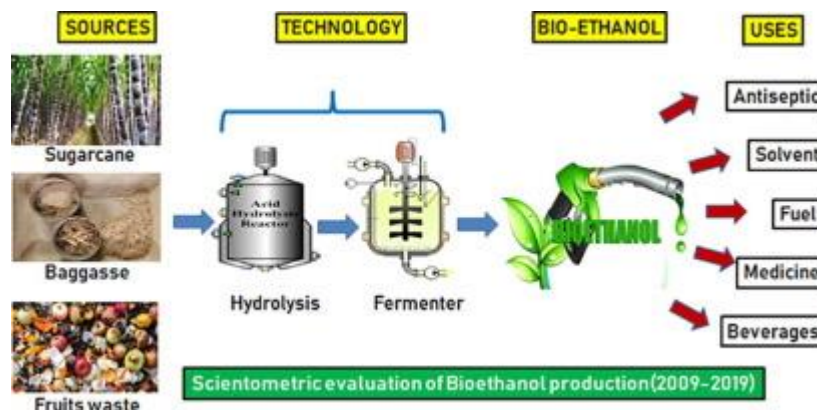 SOURCES
TECHNOLOGY
BIO-ETHANOL
USES
Sugarcane
Baggasse
Fruits waste
Acid
Hydrolysis
Reactor
Hydrolysis
Fermenter
BIOETHANOL
Antiseptic
Solvent
Fuel
Medicine
Beverages
Scientometric evaluation of Bioethanol production(2009-2019)